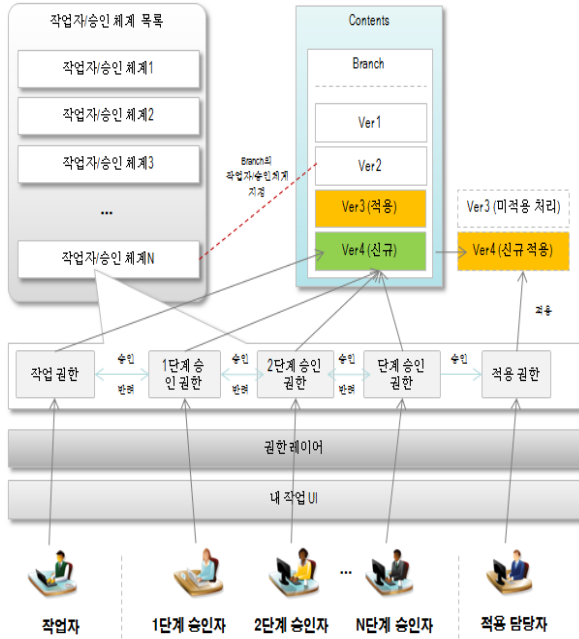 작업자/승인 체계 목록
작업자/승인 체계1
작업자/승인 체계2
작업자/승인 체계3
...
작업자/승인 체계N
Branch의
작업자/승인체계
지정
Contents
Branch
Ver1
Ver2
Ver3 (적용)
Ver4 (신규)
Ver3 (미적용 처리)
Ver4 (신규 적용)
적용
작업 권한
승인
반려
1단계 승
인 권한
승인
반려
2단계 승인
권한
승인
반려
단계 승인
권한
승인
적용 권한
권한 레이어
내 작업 UI
...
작업자
1단계 승인자
2단계 승인자
N단계 승인자
적용 담당자